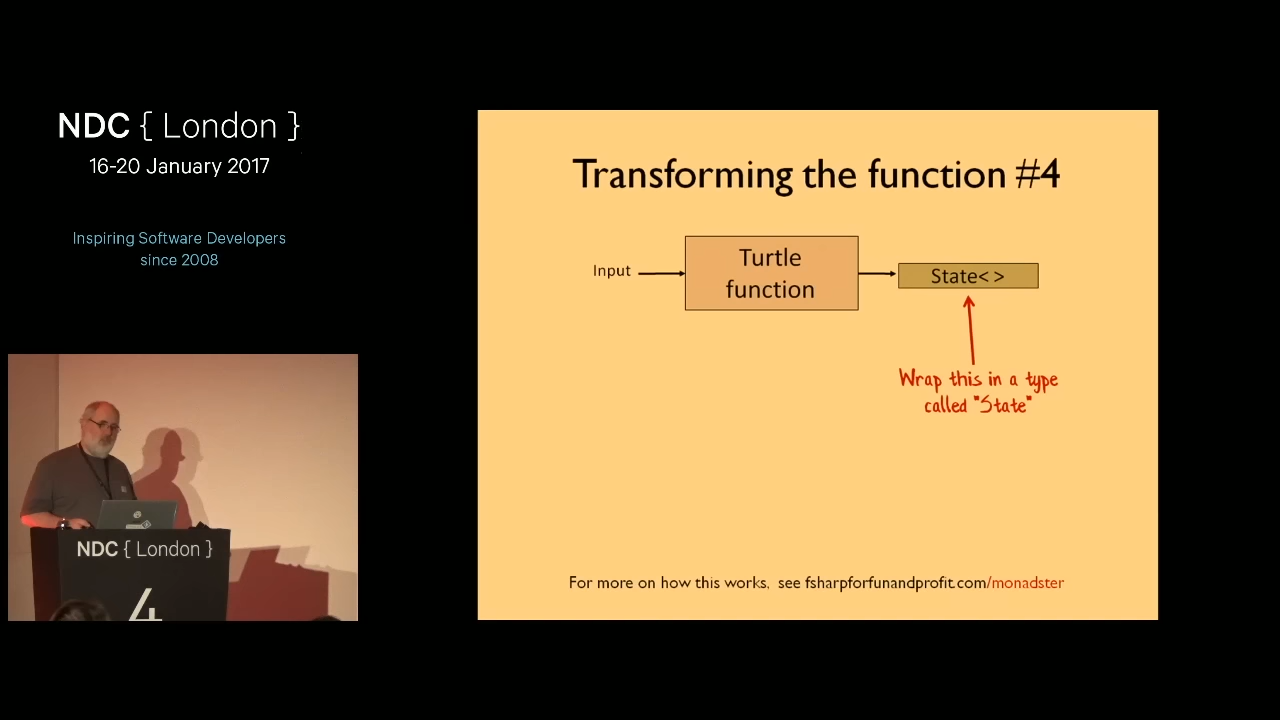 NDC { London }
16-20 January 2017
Inspiring Software Developers
since 2008
Transforming the function #4
Input
Turtle
function
State< >
Wrap this in a type
called "State"
For more on how this works, see fsharpforfunandprofit.com/monadster
NDC { London }
4